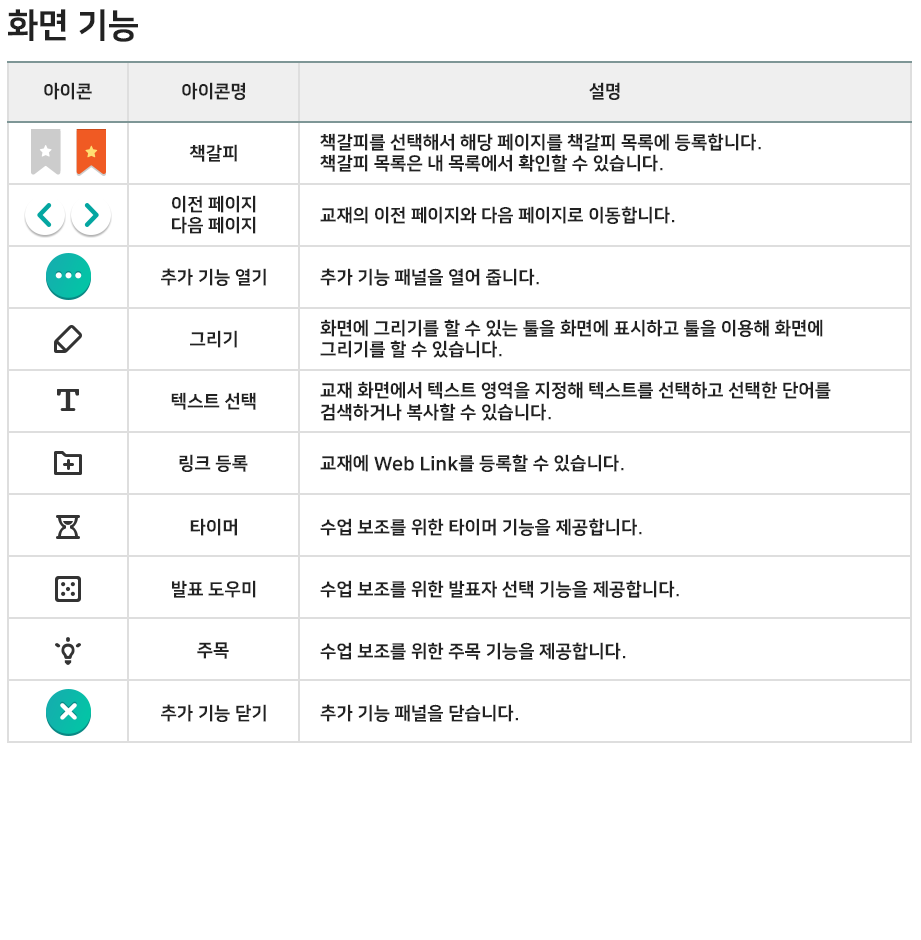 화면 기능
아이콘 아이콘명 설명
책갈피
책갈피를 선택해서 해당 페이지를 책갈피 목록에 등록합니다.
책갈피 목록은 내 목록에서 확인할 수 있습니다.
이전 페이지
다음 페이지
교재의 이전 페이지와 다음 페이지로 이동합니다.
추가 기능 열기
추가 기능 패널을 열어 줍니다.
그리기
화면에 그리기를 할 수 있는 툴을 화면에 표시하고 툴을 이용해 화면에
그리기를 할 수 있습니다.
텍스트 선택
교재 화면에서 텍스트 영역을 지정해 텍스트를 선택하고 선택한 단어를
검색하거나 복사할 수 있습니다.
링크 등록
교재에 Web Link를 등록할 수 있습니다.
타이머
수업 보조를 위한 타이머 기능을 제공합니다.
발표 도우미
수업 보조를 위한 발표자 선택 기능을 제공합니다.
주목
수업 보조를 위한 주목 기능을 제공합니다.
추가 기능 닫기
추가 기능 패널을 닫습니다.